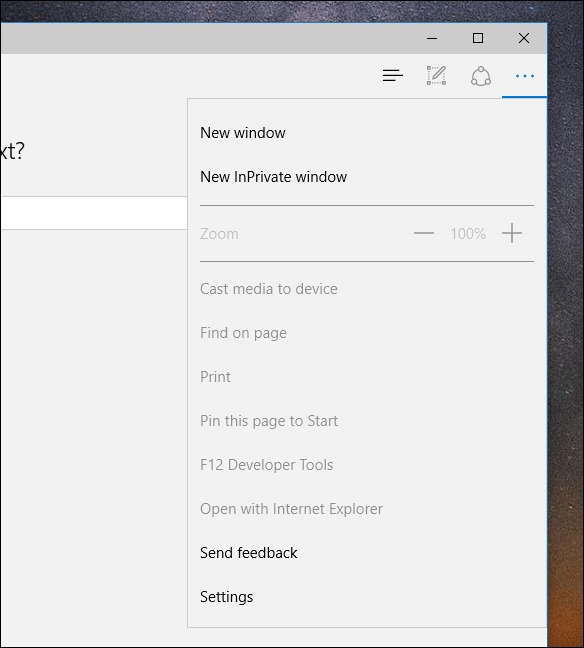 xt?
New window
New InPrivate window
Zoom 100%
Cast media to device
Find on page
Print
Pin this page to Start
F12 Developer Tools
Open with Internet Explorer
Send feedback
Settings